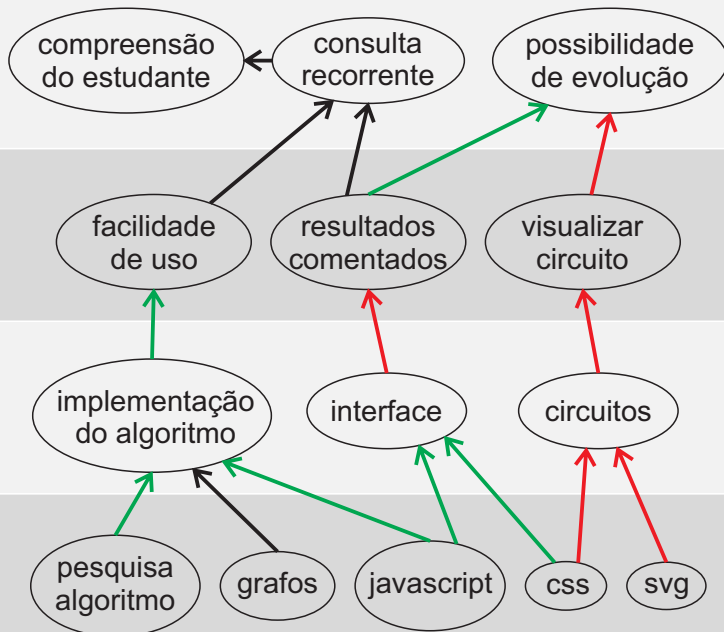 compreensão
do estudante
consulta
recorrente
possibilidade
de evolução
facilidade
de uso
resultados
comentados
visualizar
circuito
implementação
do algoritmo
interface
circuitos
pesquisa
algoritmo
grafos
javascript
css
svg